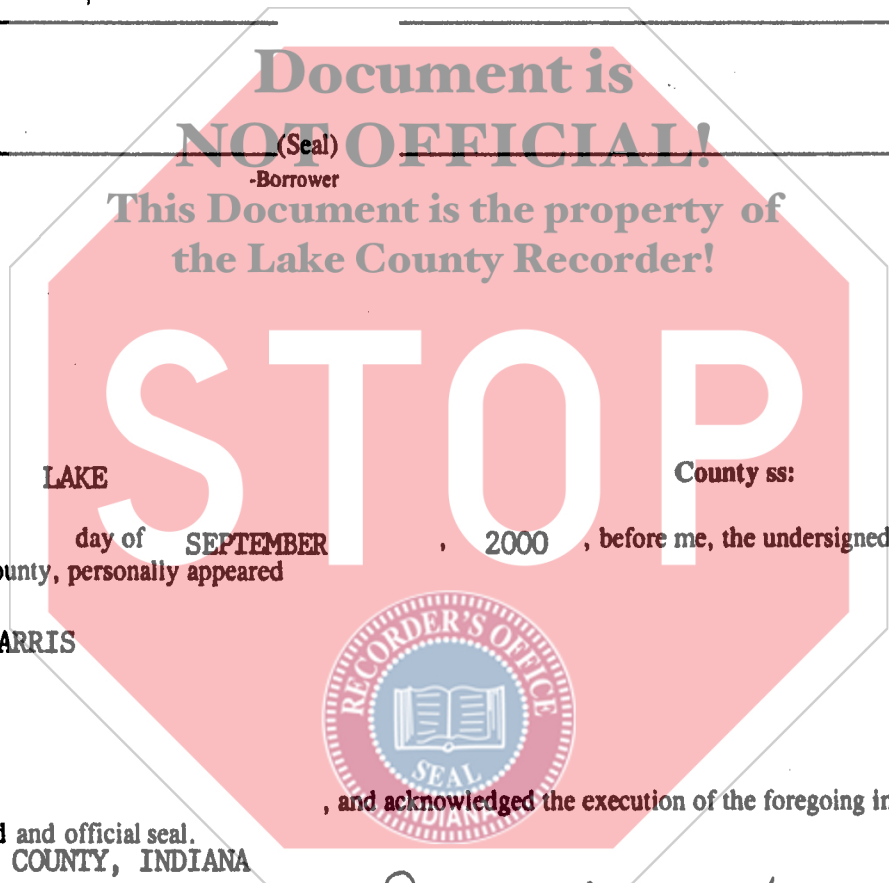 Document is
NOT OFFICIAL!
(Seal)
-Borrower
This Document is the property of
the Lake County Recorder!
STOP
LAKE County ss:
day of SEPTEMBER , 2000 , before me, the undersigned
ounty, personally appeared
ARRIS
RECORDER'S OFFICE
SEAL
INDIANA
, and acknowledged the execution of the foregoing in
d and official seal.
COUNTY, INDIANA